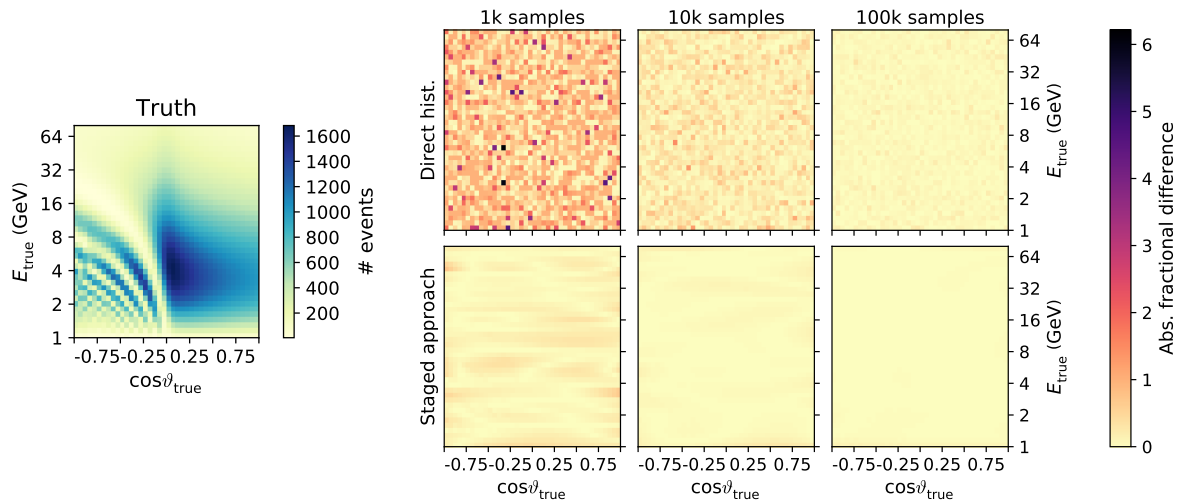 Truth
64
32
16
8
4
2
1
E_true (GeV)
-0.75 -0.25 0.25 0.75
cosϑ_true
1600
1400
1200
1000
800
600
400
200
# events
1k samples
10k samples
100k samples
Direct hist.
64
32
16
8
4
2
1
E_true (GeV)
Staged approach
64
32
16
8
4
2
1
E_true (GeV)
-0.75 -0.25 0.25 0.75
cosϑ_true
-0.75 -0.25 0.25 0.75
cosϑ_true
-0.75 -0.25 0.25 0.75
cosϑ_true
6
5
4
3
2
1
0
Abs. fractional difference